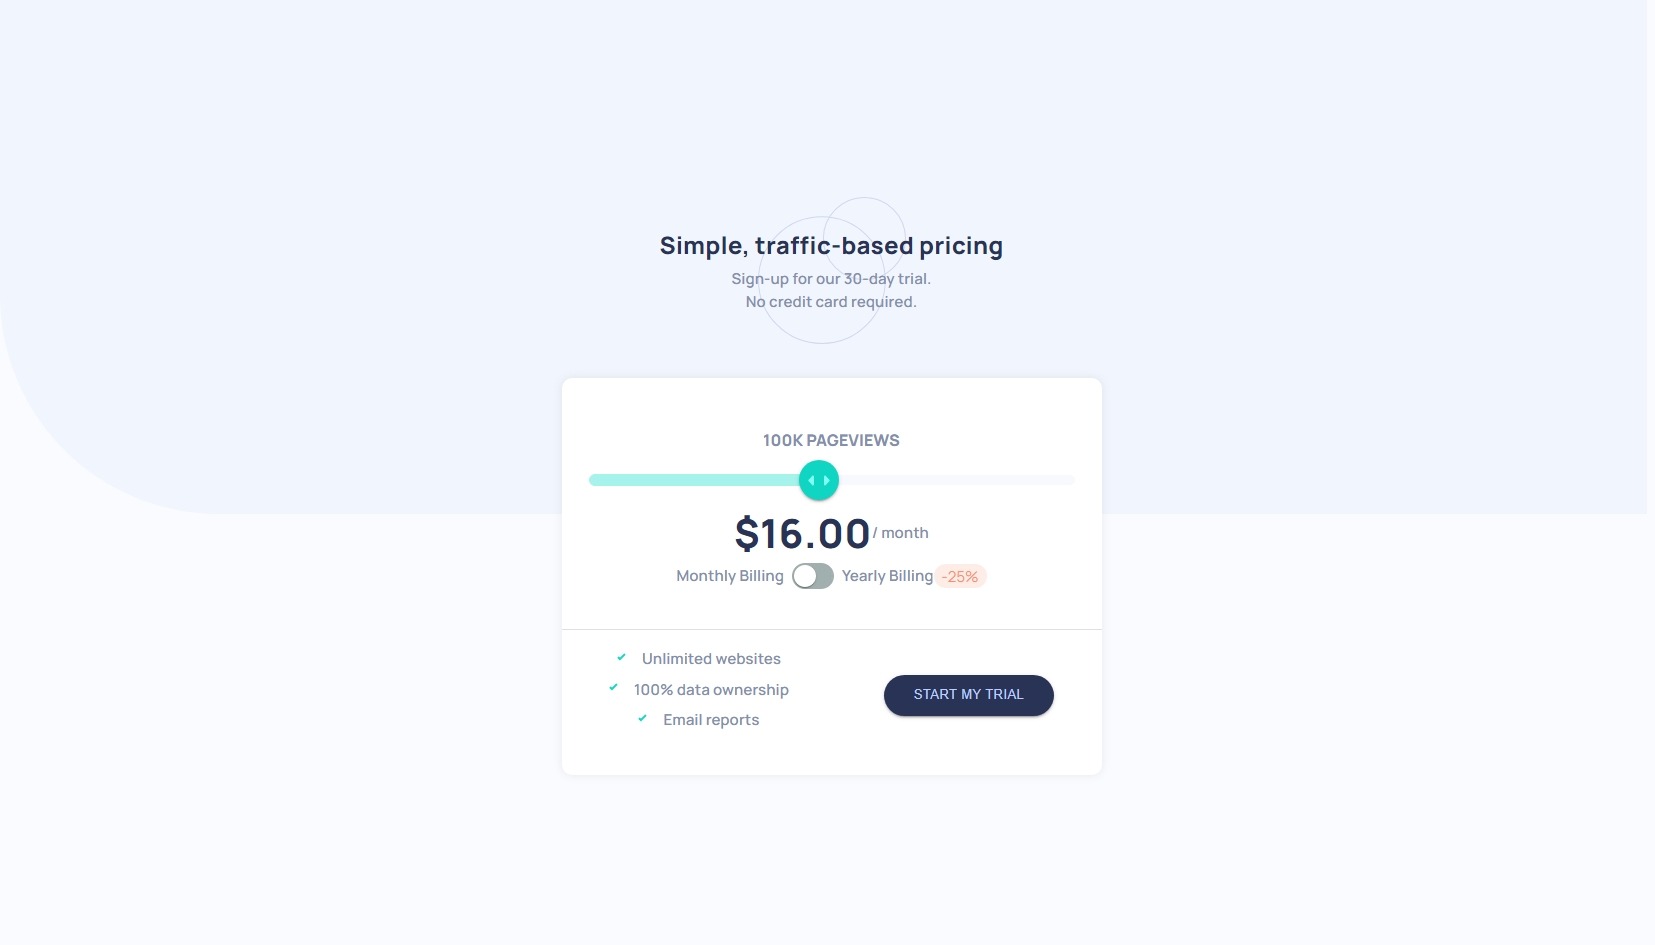 Simple, traffic-based pricing
Sign-up for our 30-day trial.
No credit card required.
100K PAGEVIEWS
$16.00/ month
Monthly Billing Yearly Billing -25%
Unlimited websites
100% data ownership
Email reports
START MY TRIAL